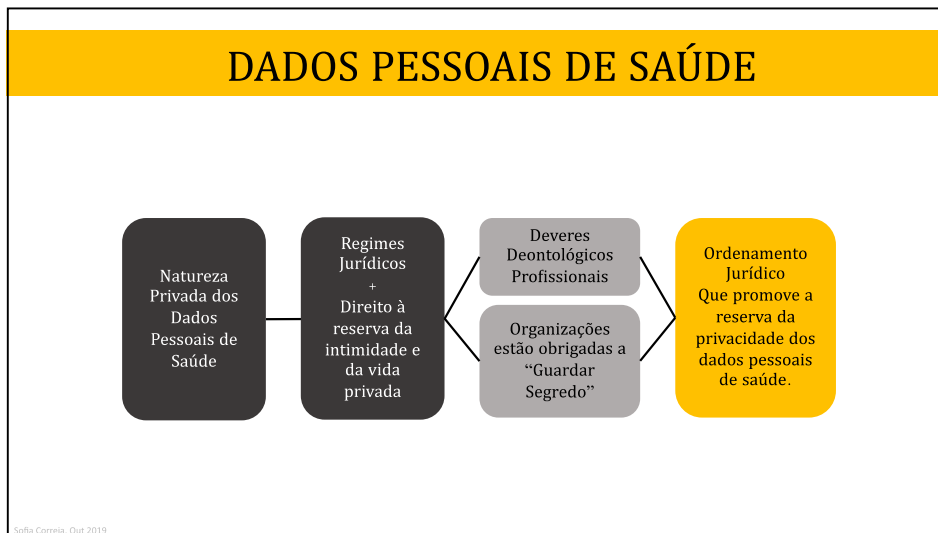 DADOS PESSOAIS DE SAÚDE
Natureza
Privada dos
Dados
Pessoais de
Saúde
Regimes
Jurídicos
+
Direito à
reserva da
intimidade e
da vida
privada
Deveres
Deontológicos
Profissionais
Organizações
estão obrigadas a
“Guardar
Segredo”
Ordenamento
Jurídico
Que promove a
reserva da
privacidade dos
dados pessoais
de saúde.
Sofia Correia, Out 2019